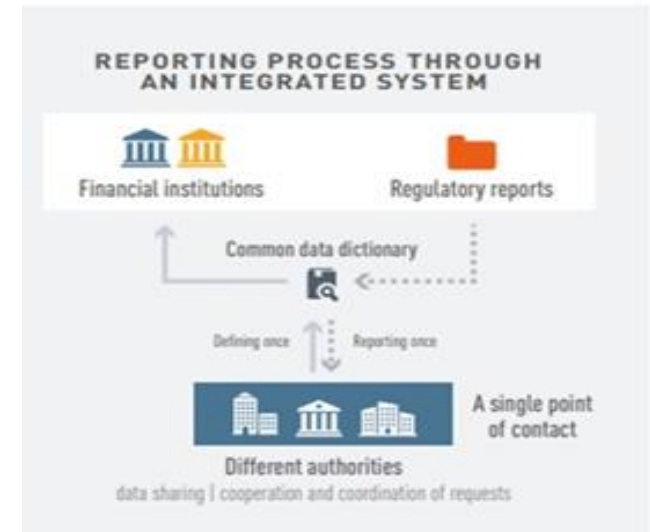 REPORTING PROCESS THROUGH
AN INTEGRATED SYSTEM
Financial institutions
Regulatory reports
Common data dictionary
Defining once
Reporting once
A single point
of contact
Different authorities
data sharing | cooperation and coordination of requests